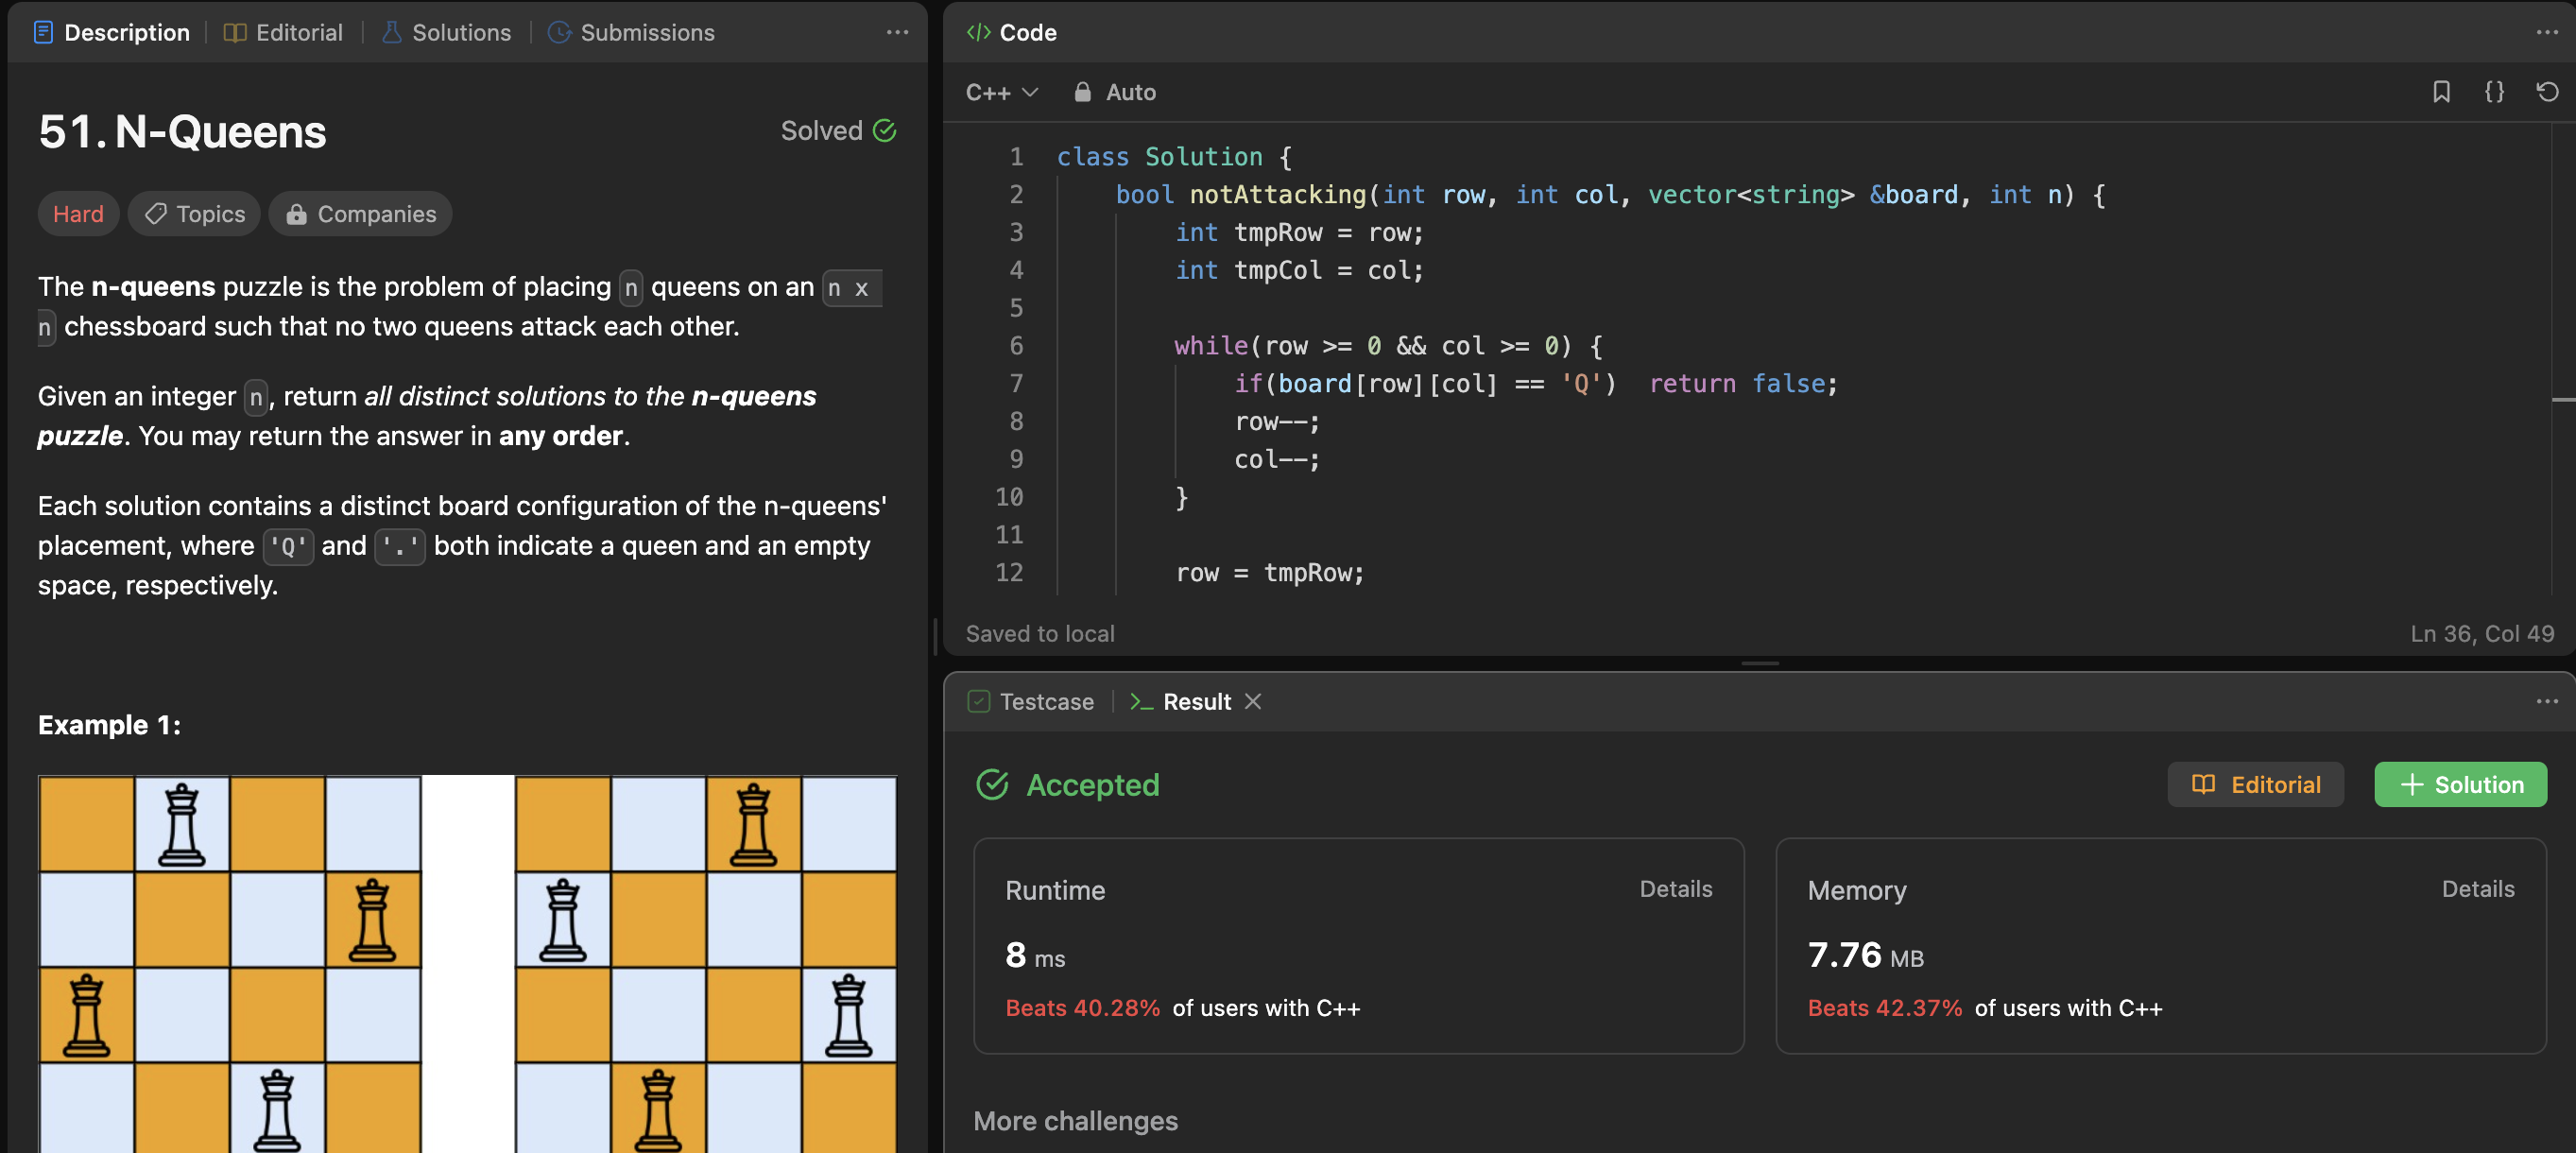 Description
Editorial
Solutions
Submissions
51. N-Queens
Solved
Hard
Topics
Companies
The n-queens puzzle is the problem of placing n queens on an n x
n chessboard such that no two queens attack each other.
Given an integer n, return all distinct solutions to the n-queens
puzzle. You may return the answer in any order.
Each solution contains a distinct board configuration of the n-queens'
placement, where 'Q' and '.' both indicate a queen and an empty
space, respectively.
Example 1:
</> Code
C++
Auto
{}
1 class Solution {
2 bool notAttacking(int row, int col, vector<string> &board, int n) {
3 int tmpRow = row;
4 int tmpCol = col;
5
6 while(row >= 0 && col >= 0) {
7 if(board[row][col] == 'Q')  return false;
8 row--;
9 col--;
10 }
11
12 row = tmpRow;
Saved to local
Ln 36, Col 49
Testcase
>_ Result
Accepted
Editorial
+ Solution
Runtime
Details
8 ms
Beats 40.28% of users with C++
Memory
Details
7.76 MB
Beats 42.37% of users with C++
More challenges